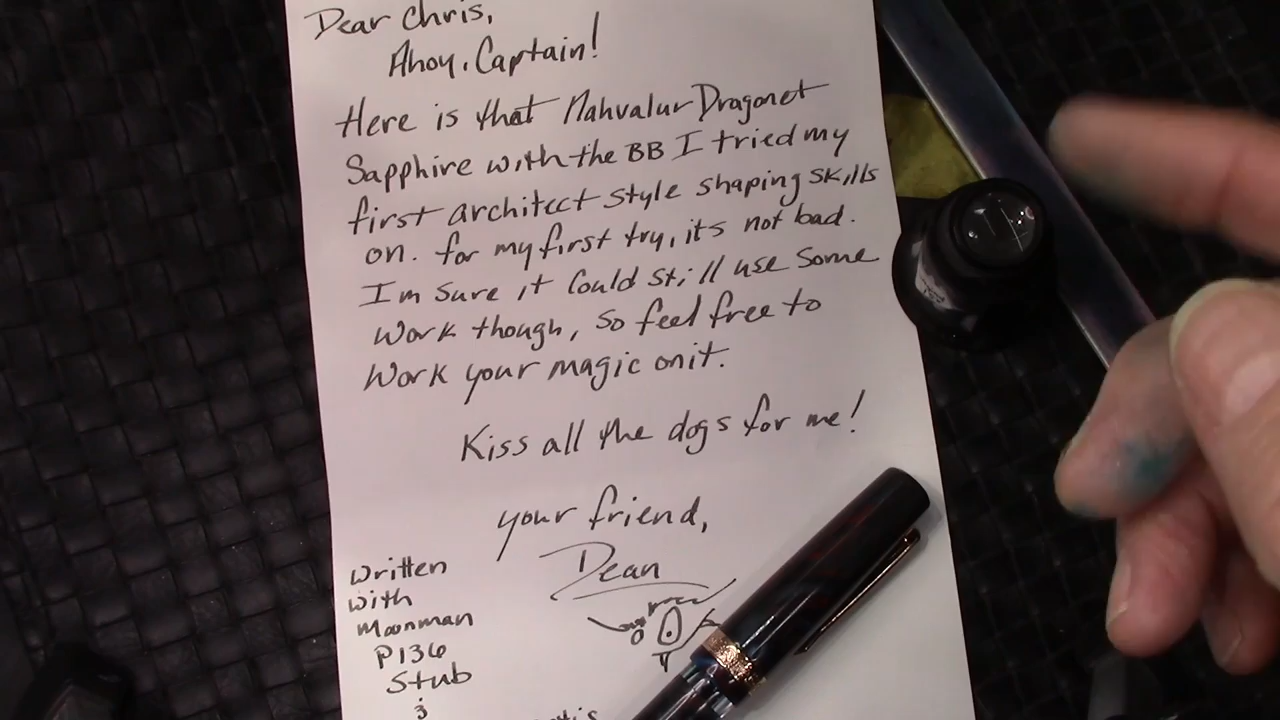 Dear Chris,
Ahoy, Captain!
Here is that Nahvalur Dragonet
Sapphire with the BB I tried my
first architect style shaping skills
on. for my first try, it's not bad.
I'm sure it could still use some
work though, so feel free to
work your magic on it.
Kiss all the dogs for me!
your friend,
Dean
written
with
Moonman
P136
Stub